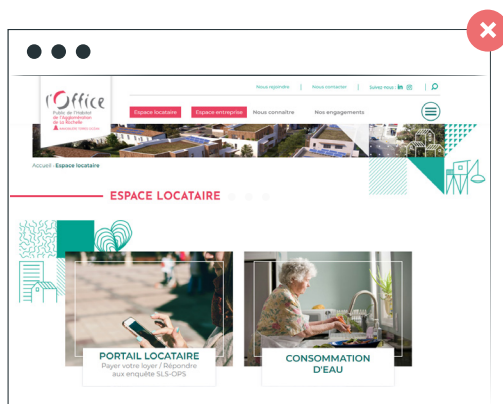 Nous rejoindre | Nous contacter | Suivez-nous :
l'Office
Public de l'Habitat
de l'Agglomération
de La Rochelle
Espace locataire Espace entreprise Nous connaître Nos engagements
Accueil › Espace locataire
ESPACE LOCATAIRE
PORTAIL LOCATAIRE
Payer votre loyer / Répondre
aux enquête SLS-OPS
CONSOMMATION
D'EAU